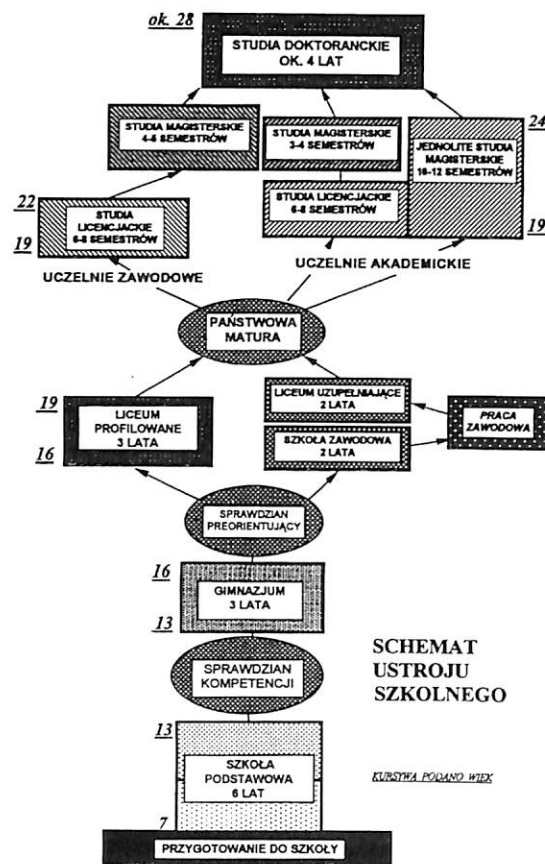 ok. 28
STUDIA DOKTORANCKIE
OK. 4 LAT
STUDIA MAGISTERSKIE
4-5 SEMESTRÓW
STUDIA MAGISTERSKIE
3-4 SEMESTRÓW
24
JEDNOLITE STUDIA
MAGISTERSKIE
10-12 SEMESTRÓW
22
STUDIA
LICENCJACKIE
6-8 SEMESTRÓW
19
STUDIA LICENCJACKIE
6-8 SEMESTRÓW
19
UCZELNIE ZAWODOWE
UCZELNIE AKADEMICKIE
PAŃSTWOWA
MATURA
19
LICEUM
PROFILOWANE
3 LATA
16
LICEUM UZUPEŁNIAJĄCE
2 LATA
SZKOŁA ZAWODOWA
2 LATA
PRACA
ZAWODOWA
SPRAWDZIAN
PREORIENTUJĄCY
16
GIMNAZJUM
3 LATA
13
SPRAWDZIAN
KOMPETENCJI
SCHEMAT
USTROJU
SZKOLNEGO
13
SZKOŁA
PODSTAWOWA
6 LAT
KURSYWĄ PODANO WIEK
7
PRZYGOTOWANIE DO SZKOŁY